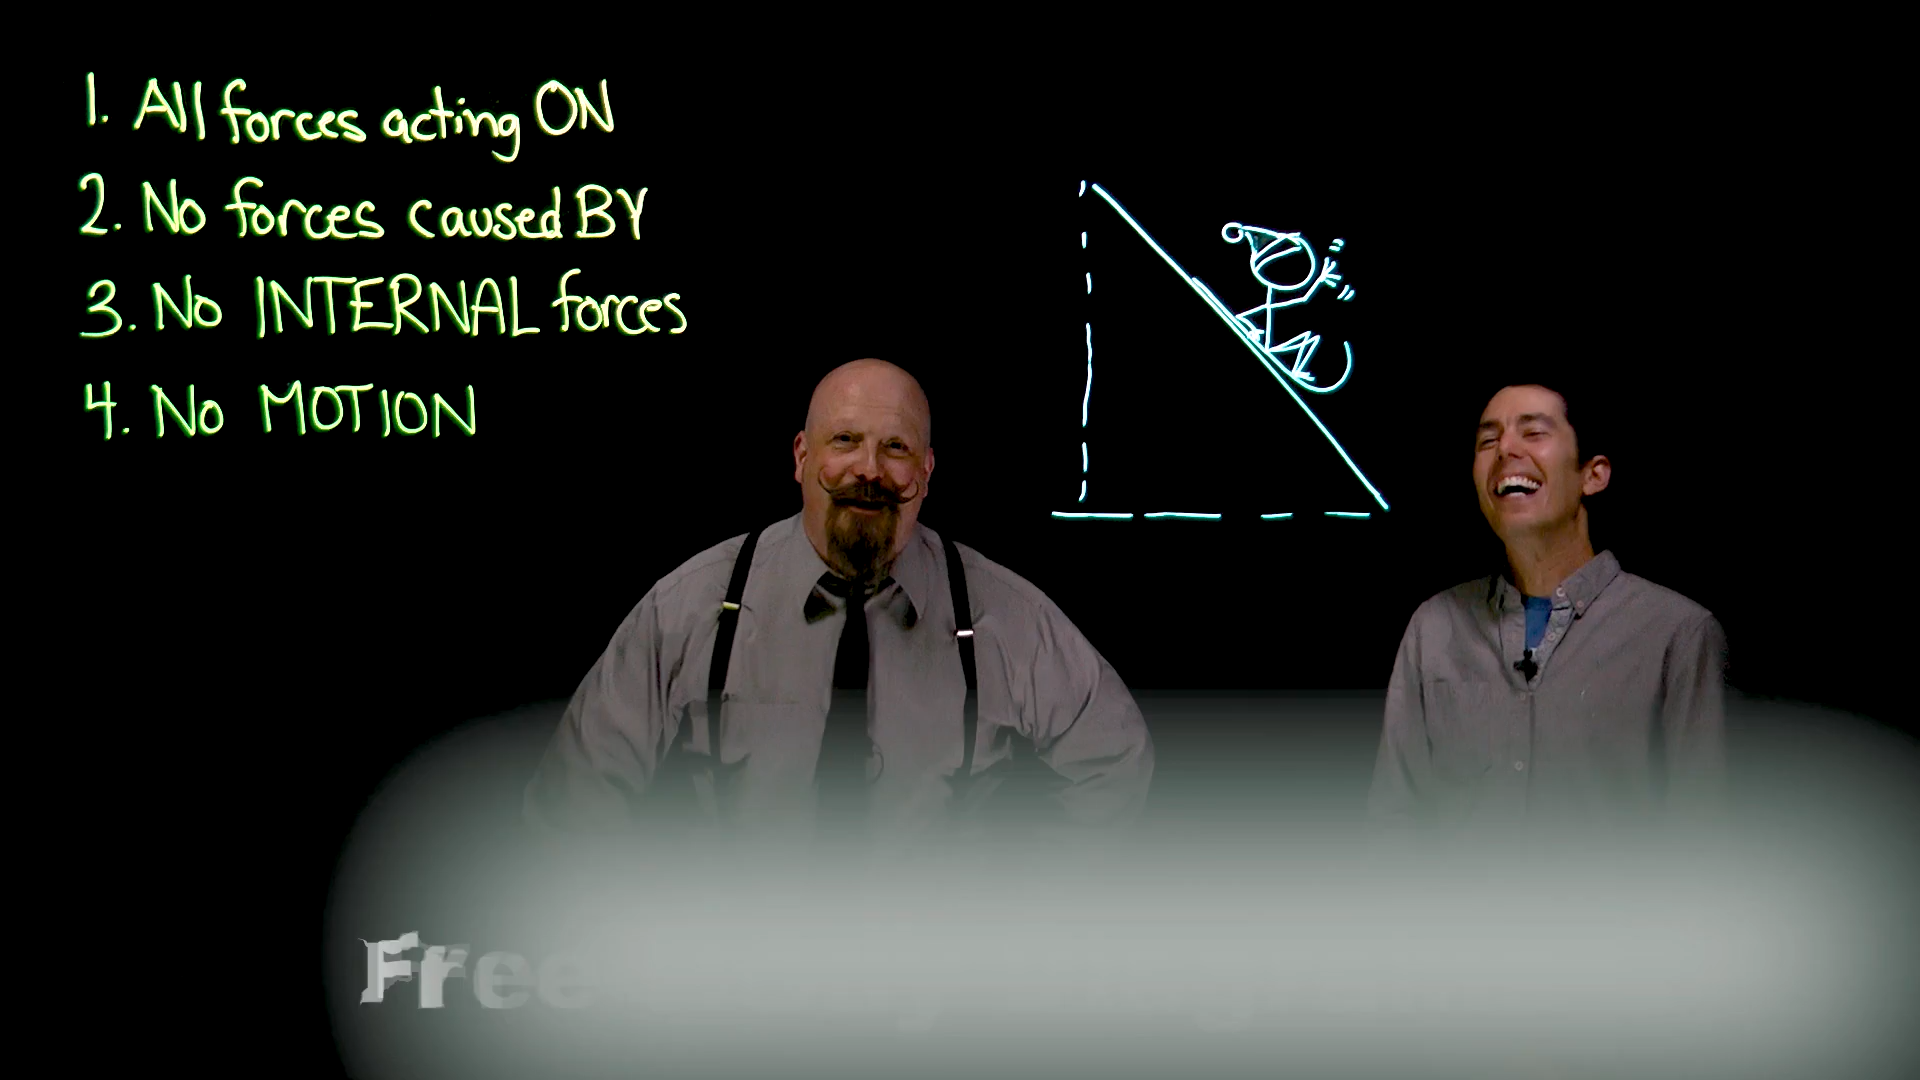 1. All forces acting ON
2. No forces caused BY
3. No INTERNAL forces
4. No MOTION
Free